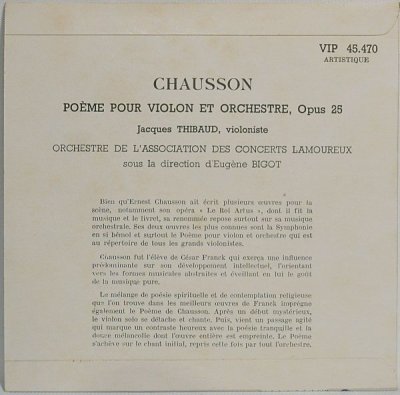 VIP 45.470
ARTISTIQUE
CHAUSSON
POÈME POUR VIOLON ET ORCHESTRE, Opus 25
Jacques THIBAUD, violoniste
ORCHESTRE DE L'ASSOCIATION DES CONCERTS LAMOUREUX
sous la direction d'Eugène BIGOT
Bien qu'Ernest Chausson ait écrit plusieurs œuvres pour la
scène, notamment son opéra « Le Roi Artus », dont il fit la
musique et le livret, sa renommée repose surtout sur sa musique
orchestrale. Ses deux œuvres les plus connues sont la Symphonie
en si bémol et surtout le Poème pour violon et orchestre qui est
au répertoire de tous les grands violonistes.
Chausson fut l'élève de César Franck qui exerça une influence
prédominante sur son développement intellectuel, l'orientant
vers les formes musicales abstraites et éveillant en lui le goût
de la musique pure.
Le mélange de poésie spirituelle et de contemplation religieuse
que l'on trouve dans les meilleurs œuvres de Franck imprègne
également le Poème de Chausson. Après un début mystérieux,
le violon solo se détache et chante. Puis, vient un passage agité
qui marque un contraste heureux avec la poésie tranquille et la
douce mélancolie dont l'œuvre entière est empreinte. Le Poème
s'achève sur le chant initial, repris cette fois par tout l'orchestre.